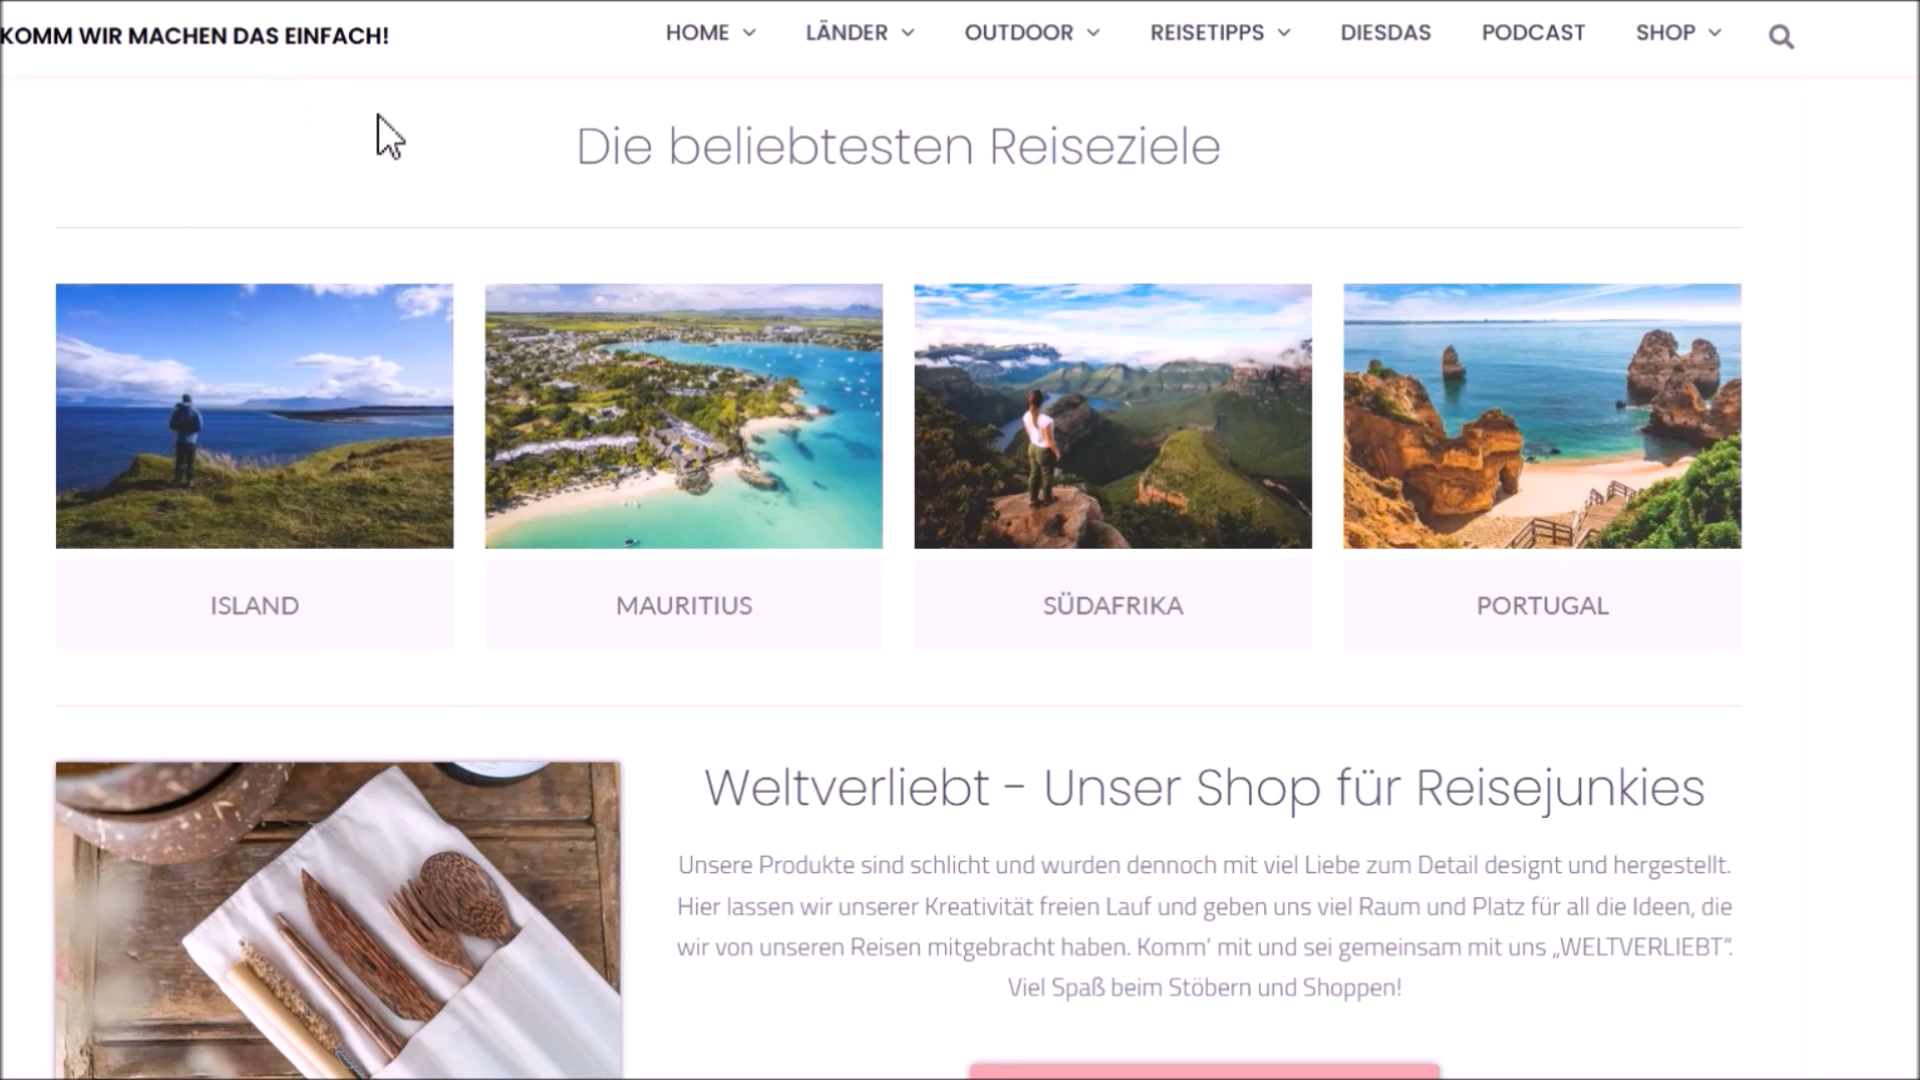 KOMM WIR MACHEN DAS EINFACH!
HOME LÄNDER OUTDOOR REISETIPPS DIESDAS PODCAST SHOP
Die beliebtesten Reiseziele
ISLAND MAURITIUS SÜDAFRIKA PORTUGAL
Weltverliebt - Unser Shop für Reisejunkies
Unsere Produkte sind schlicht und wurden dennoch mit viel Liebe zum Detail designt und hergestellt.
Hier lassen wir unserer Kreativität freien Lauf und geben uns viel Raum und Platz für all die Ideen, die
wir von unseren Reisen mitgebracht haben. Komm‘ mit und sei gemeinsam mit uns „WELTVERLIEBT“.
Viel Spaß beim Stöbern und Shoppen!